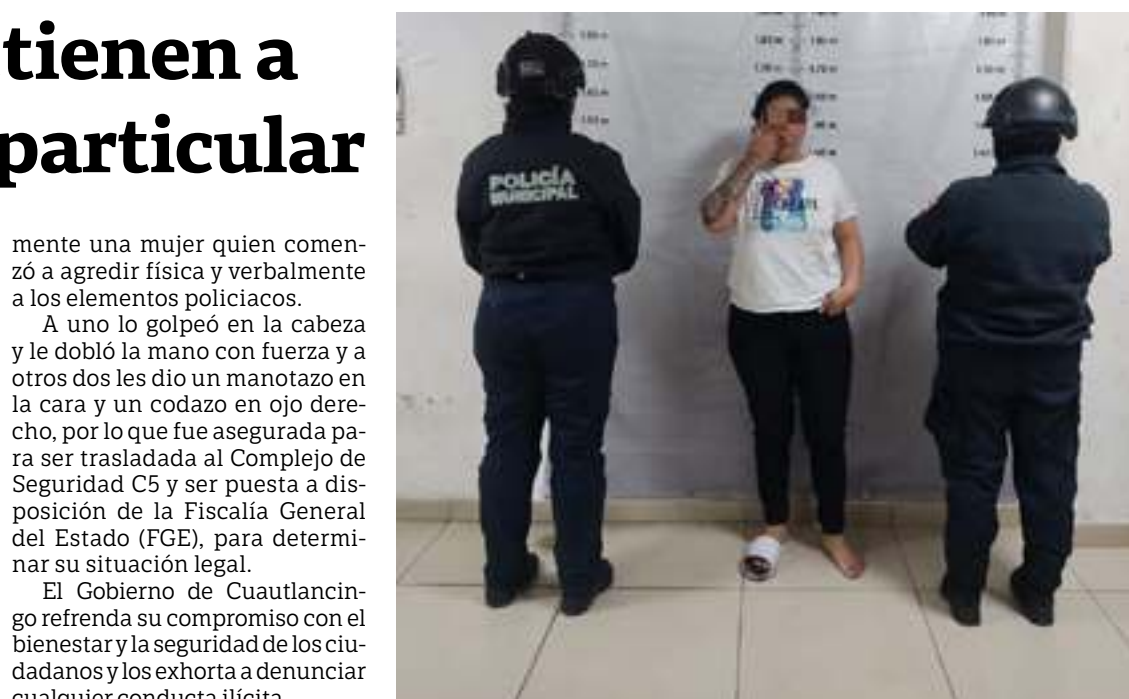 tienen a
particular
mente una mujer quien comen-
zó a agredir física y verbalmente
a los elementos policiacos.
A uno lo golpeó en la cabeza
y le dobló la mano con fuerza y a
otros dos les dio un manotazo en
la cara y un codazo en ojo dere-
cho, por lo que fue asegurada pa-
ra ser trasladada al Complejo de
Seguridad C5 y ser puesta a dis-
posición de la Fiscalía General
del Estado (FGE), para determi-
nar su situación legal.
El Gobierno de Cuautlancin-
go refrenda su compromiso con el
bienestar y la seguridad de los ciu-
dadanos y los exhorta a denunciar
cualquier conducta ilícita.
POLICÍA
MUNICIPAL